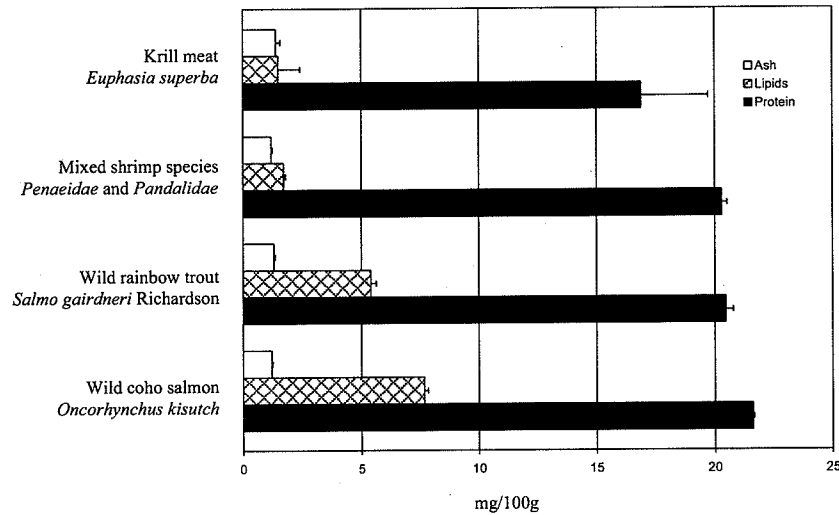 Krill meat
Euphasia superba
Mixed shrimp species
Penaeidae and Pandalidae
Wild rainbow trout
Salmo gairdneri Richardson
Wild coho salmon
Oncorhynchus kisutch
Ash
Lipids
Protein
0 5 10 15 20 25
mg/100g